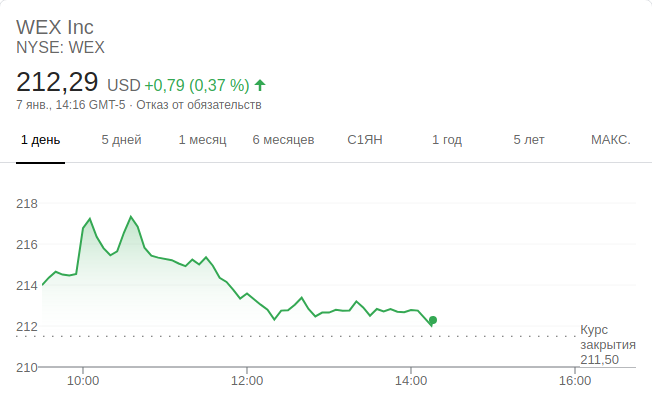 WEX Inc
NYSE: WEX
212,29 USD +0,79 (0,37 %)
7 янв., 14:16 GMT-5 · Отказ от обязательств
1 день 5 дней 1 месяц 6 месяцев С1ЯН 1 год 5 лет МАКС.
218
216
214
212
210
Курс
закрытия
211,50
10:00 12:00 14:00 16:00